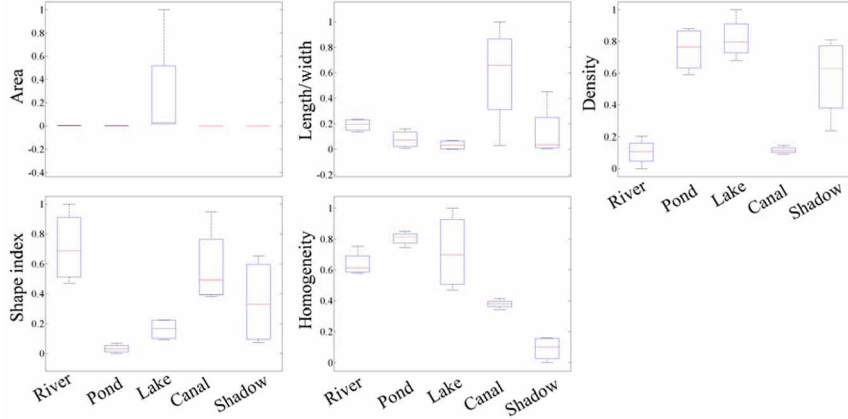 Area
1
0.8
0.6
0.4
0.2
0
-0.2
-0.4
Length/width
1
0.8
0.6
0.4
0.2
0
-0.2
Density
1
0.8
0.6
0.4
0.2
0
River
Pond
Lake
Canal
Shadow
Shape index
1
0.8
0.6
0.4
0.2
0
River
Pond
Lake
Canal
Shadow
Homogeneity
1
0.8
0.6
0.4
0.2
0
River
Pond
Lake
Canal
Shadow